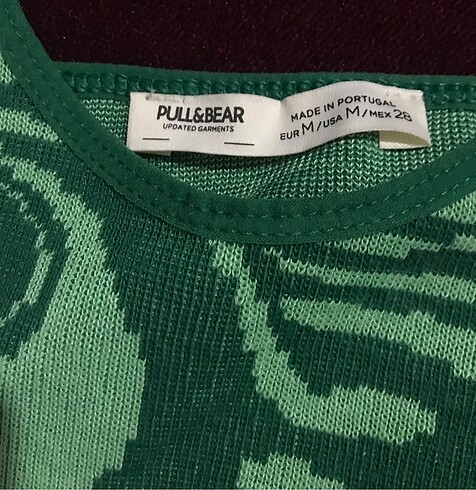 PULL&BEAR
UPDATED GARMENTS
MADE IN PORTUGAL
EUR M/USA M/MEX 28